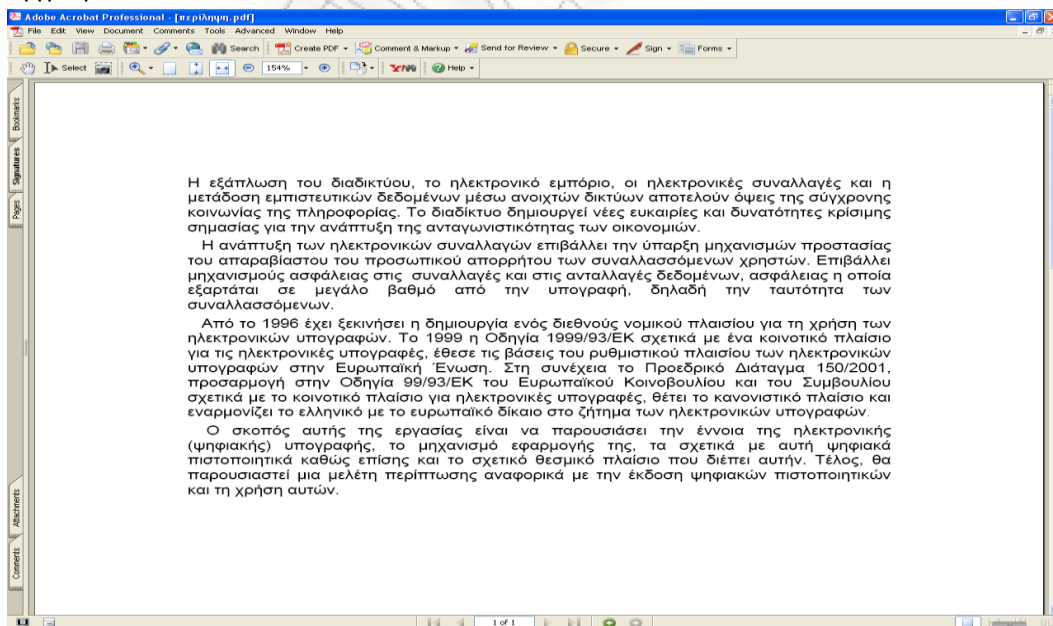 Adobe Acrobat Professional - [περίληψη.pdf]
File Edit View Document Comments Tools Advanced Window Help
Search Create PDF Comment & Markup Send for Review Secure Sign Forms
Select 154% Help
Bookmarks
Signatures
Pages
Η εξάπλωση του διαδικτύου, το ηλεκτρονικό εμπόριο, οι ηλεκτρονικές συναλλαγές και η
μετάδοση εμπιστευτικών δεδομένων μέσω ανοιχτών δικτύων αποτελούν όψεις της σύγχρονης
κοινωνίας της πληροφορίας. Το διαδίκτυο δημιουργεί νέες ευκαιρίες και δυνατότητες κρίσιμης
σημασίας για την ανάπτυξη της ανταγωνιστικότητας των οικονομιών.
Η ανάπτυξη των ηλεκτρονικών συναλλαγών επιβάλλει την ύπαρξη μηχανισμών προστασίας
του απαραβίαστου του προσωπικού απορρήτου των συναλλασσόμενων χρηστών. Επιβάλλει
μηχανισμούς ασφάλειας στις συναλλαγές και στις ανταλλαγές δεδομένων, ασφάλειας η οποία
εξαρτάται σε μεγάλο βαθμό από την υπογραφή, δηλαδή την ταυτότητα των
συναλλασσόμενων.
Από το 1996 έχει ξεκινήσει η δημιουργία ενός διεθνούς νομικού πλαισίου για τη χρήση των
ηλεκτρονικών υπογραφών. Το 1999 η Οδηγία 1999/93/ΕΚ σχετικά με ένα κοινοτικό πλαίσιο
για τις ηλεκτρονικές υπογραφές, έθεσε τις βάσεις του ρυθμιστικού πλαισίου των ηλεκτρονικών
υπογραφών στην Ευρωπαϊκή Ένωση. Στη συνέχεια το Προεδρικό Διάταγμα 150/2001,
προσαρμογή στην Οδηγία 99/93/ΕΚ του Ευρωπαϊκού Κοινοβουλίου και του Συμβουλίου
σχετικά με το κοινοτικό πλαίσιο για ηλεκτρονικές υπογραφές, θέτει το κανονιστικό πλαίσιο και
εναρμονίζει το ελληνικό με το ευρωπαϊκό δίκαιο στο ζήτημα των ηλεκτρονικών υπογραφών.
Ο σκοπός αυτής της εργασίας είναι να παρουσιάσει την έννοια της ηλεκτρονικής
(ψηφιακής) υπογραφής, το μηχανισμό εφαρμογής της, τα σχετικά με αυτή ψηφιακά
πιστοποιητικά καθώς επίσης και το σχετικό θεσμικό πλαίσιο που διέπει αυτήν. Τέλος, θα
παρουσιαστεί μια μελέτη περίπτωσης αναφορικά με την έκδοση ψηφιακών πιστοποιητικών
και τη χρήση αυτών.
Attachments
Comments
1 of 1